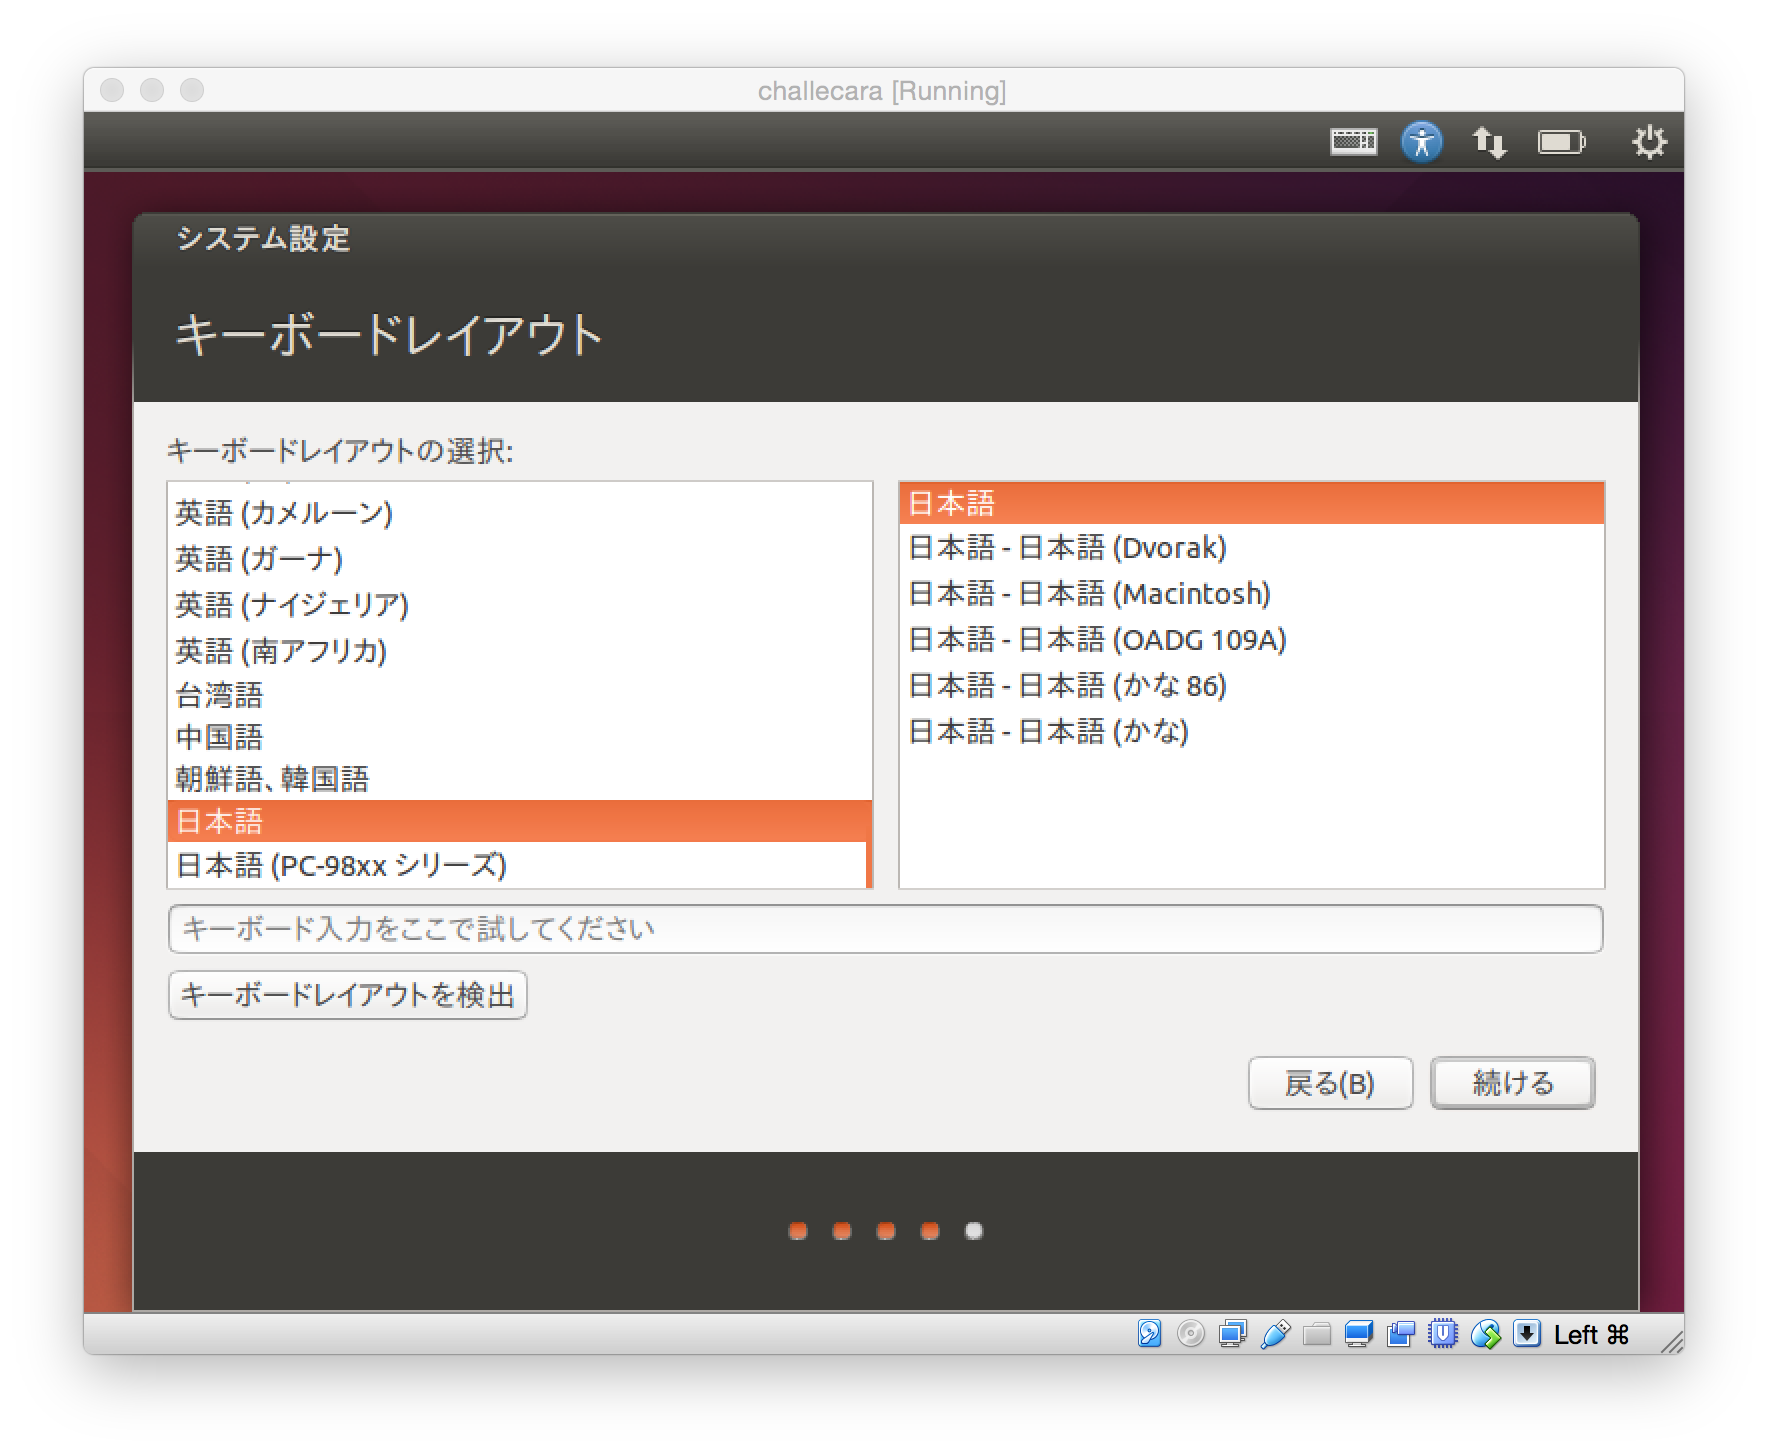 challecara [Running]
システム設定
キーボードレイアウト
キーボードレイアウトの選択:
英語 (カメルーン)
英語 (ガーナ)
英語 (ナイジェリア)
英語 (南アフリカ)
台湾語
中国語
朝鮮語、韓国語
日本語
日本語 (PC-98xx シリーズ)
日本語
日本語 - 日本語 (Dvorak)
日本語 - 日本語 (Macintosh)
日本語 - 日本語 (OADG 109A)
日本語 - 日本語 (かな 86)
日本語 - 日本語 (かな)
キーボード入力をここで試してください
キーボードレイアウトを検出
戻る(B)
続ける
Left ⌘